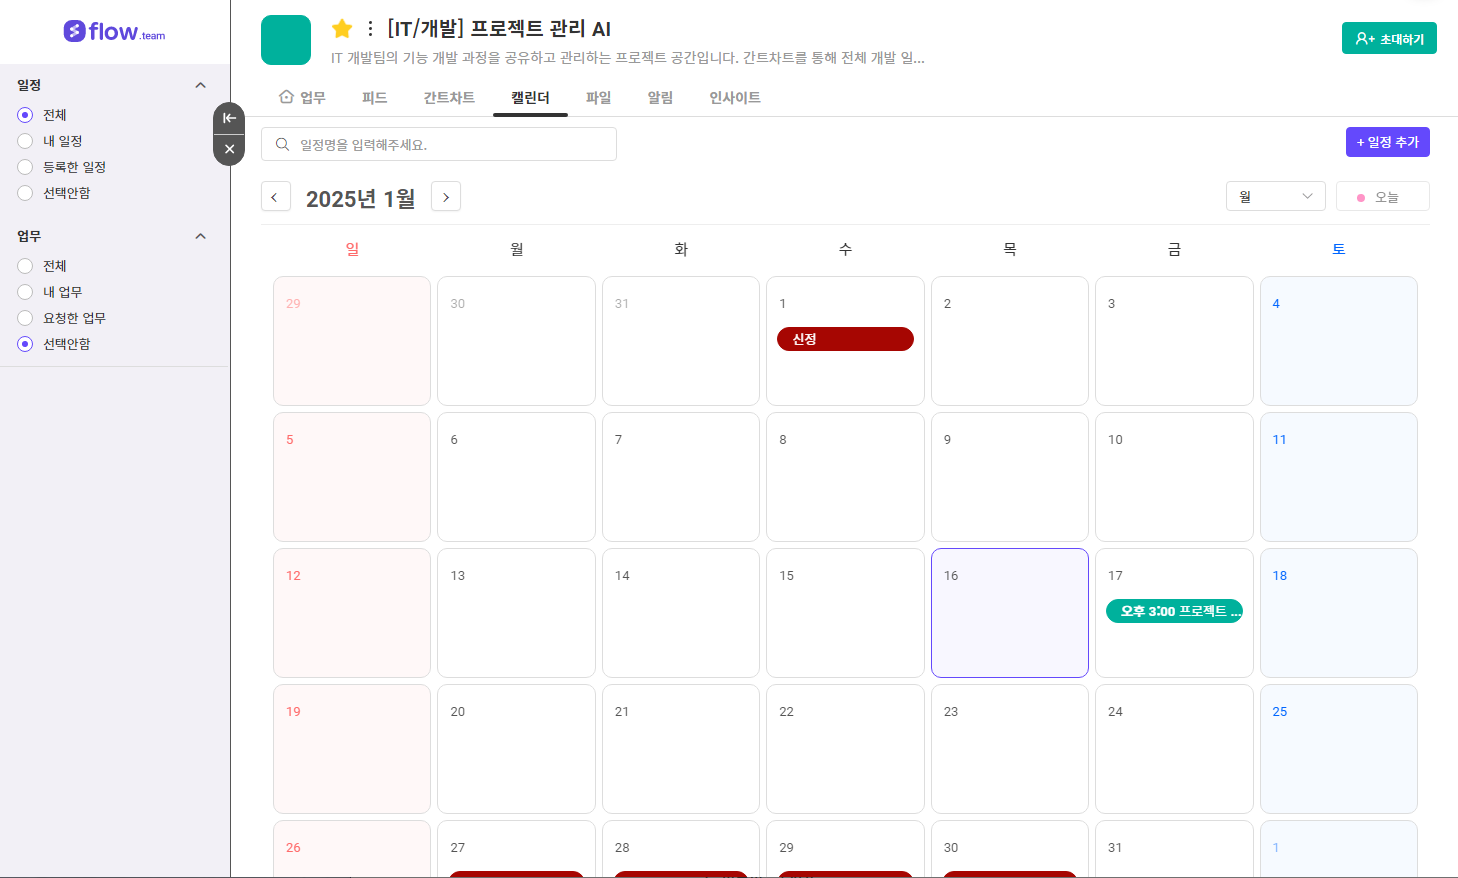 flow.team
일정
전체
내 일정
등록한 일정
선택안함
업무
전체
내 업무
요청한 업무
선택안함
[IT/개발] 프로젝트 관리 AI
IT 개발팀의 기능 개발 과정을 공유하고 관리하는 프로젝트 공간입니다. 간트차트를 통해 전체 개발 일...
초대하기
업무 피드 간트차트 캘린더 파일 알림 인사이트
일정명을 입력해주세요.
+ 일정 추가
2025년 1월
월
오늘
일 월 화 수 목 금 토
29 30 31 1 2 3 4
신정
5 6 7 8 9 10 11
12 13 14 15 16 17 18
오후 3:00 프로젝트 ...
19 20 21 22 23 24 25
26 27 28 29 30 31 1